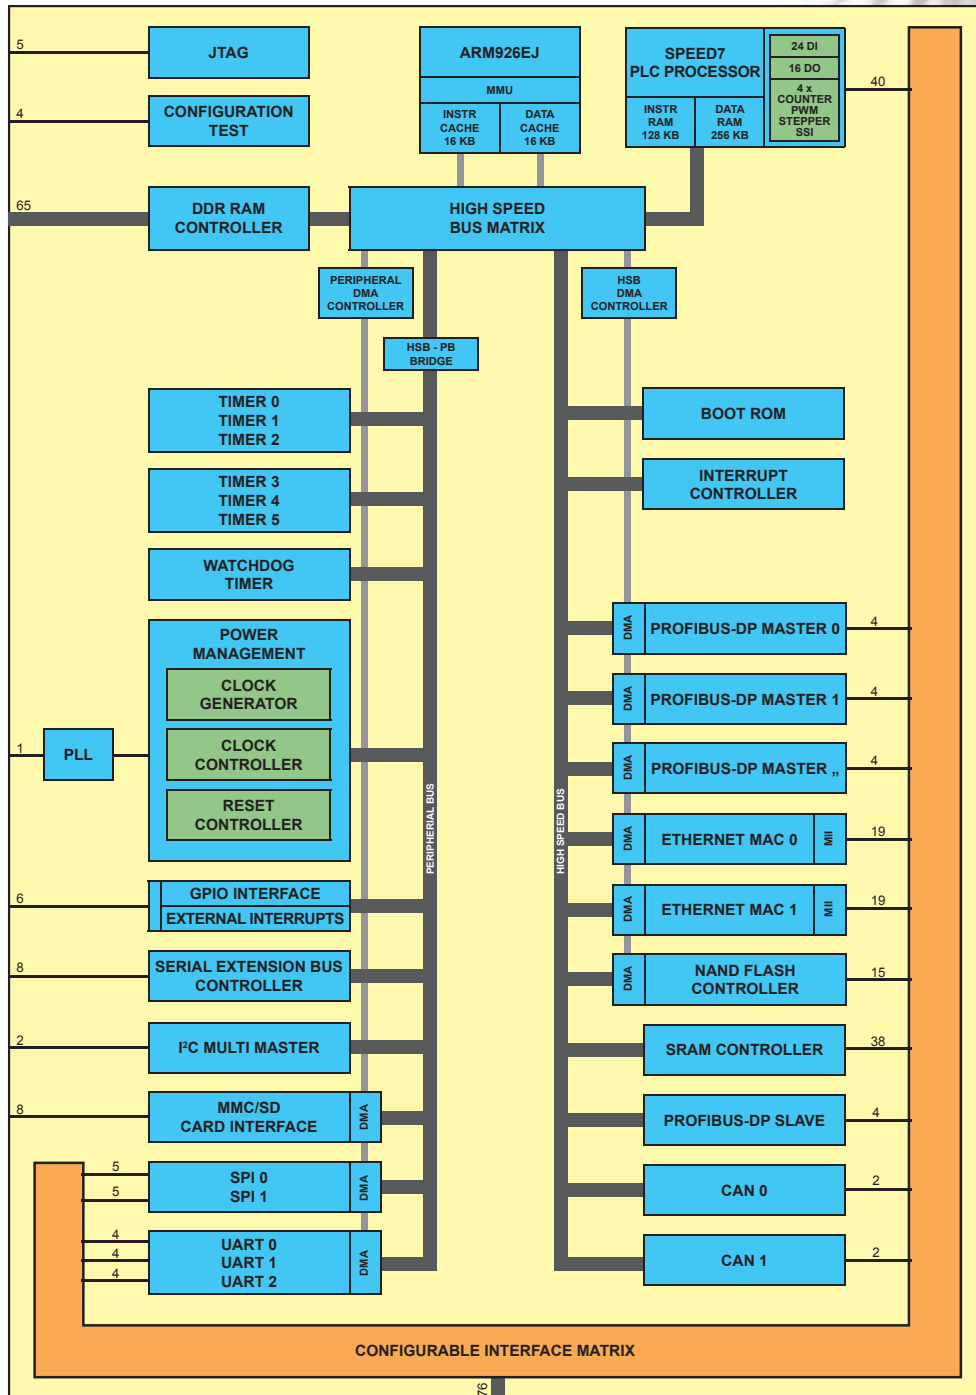 5
JTAG
4
CONFIGURATION
TEST
65
DDR RAM
CONTROLLER
ARM926EJ
MMU
INSTR
CACHE
16 KB
DATA
CACHE
16 KB
SPEED7
PLC PROCESSOR
INSTR
RAM
128 KB
DATA
RAM
256 KB
24 DI
16 DO
4 x
COUNTER
PWM
STEPPER
SSI
40
HIGH SPEED
BUS MATRIX
PERIPHERAL
DMA
CONTROLLER
HSB
DMA
CONTROLLER
HSB - PB
BRIDGE
TIMER 0
TIMER 1
TIMER 2
TIMER 3
TIMER 4
TIMER 5
WATCHDOG
TIMER
POWER
MANAGEMENT
CLOCK
GENERATOR
CLOCK
CONTROLLER
RESET
CONTROLLER
1
PLL
6
GPIO INTERFACE
EXTERNAL INTERRUPTS
8
SERIAL EXTENSION BUS
CONTROLLER
2
I²C MULTI MASTER
8
MMC/SD
CARD INTERFACE
DMA
5
5
SPI 0
SPI 1
DMA
4
4
4
UART 0
UART 1
UART 2
DMA
PERIPHERIAL BUS
HIGH SPEED BUS
BOOT ROM
INTERRUPT
CONTROLLER
DMA
PROFIBUS-DP MASTER 0
4
DMA
PROFIBUS-DP MASTER 1
4
DMA
PROFIBUS-DP MASTER „
4
DMA
ETHERNET MAC 0
MII
19
DMA
ETHERNET MAC 1
MII
19
DMA
NAND FLASH
CONTROLLER
15
SRAM CONTROLLER
38
PROFIBUS-DP SLAVE
4
CAN 0
2
CAN 1
2
CONFIGURABLE INTERFACE MATRIX
76